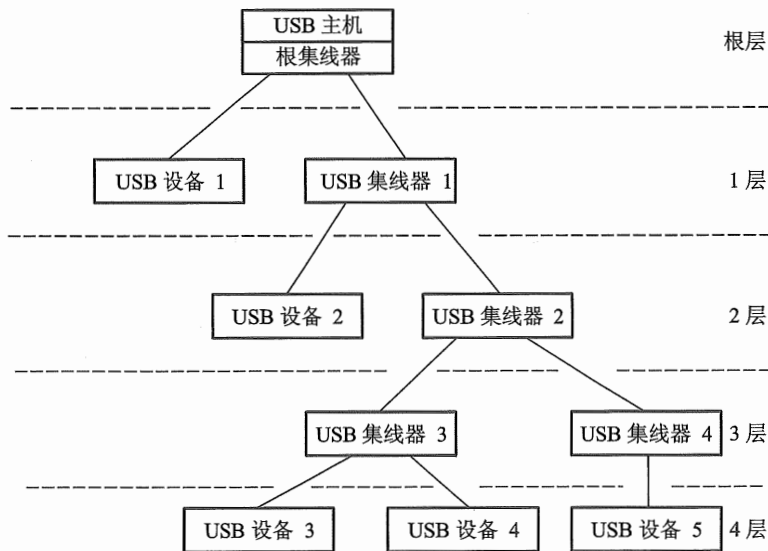 USB 主机
根集线器
根层
USB 设备 1
USB 集线器 1
1 层
USB 设备 2
USB 集线器 2
2 层
USB 集线器 3
USB 集线器 4
3 层
USB 设备 3
USB 设备 4
USB 设备 5
4 层